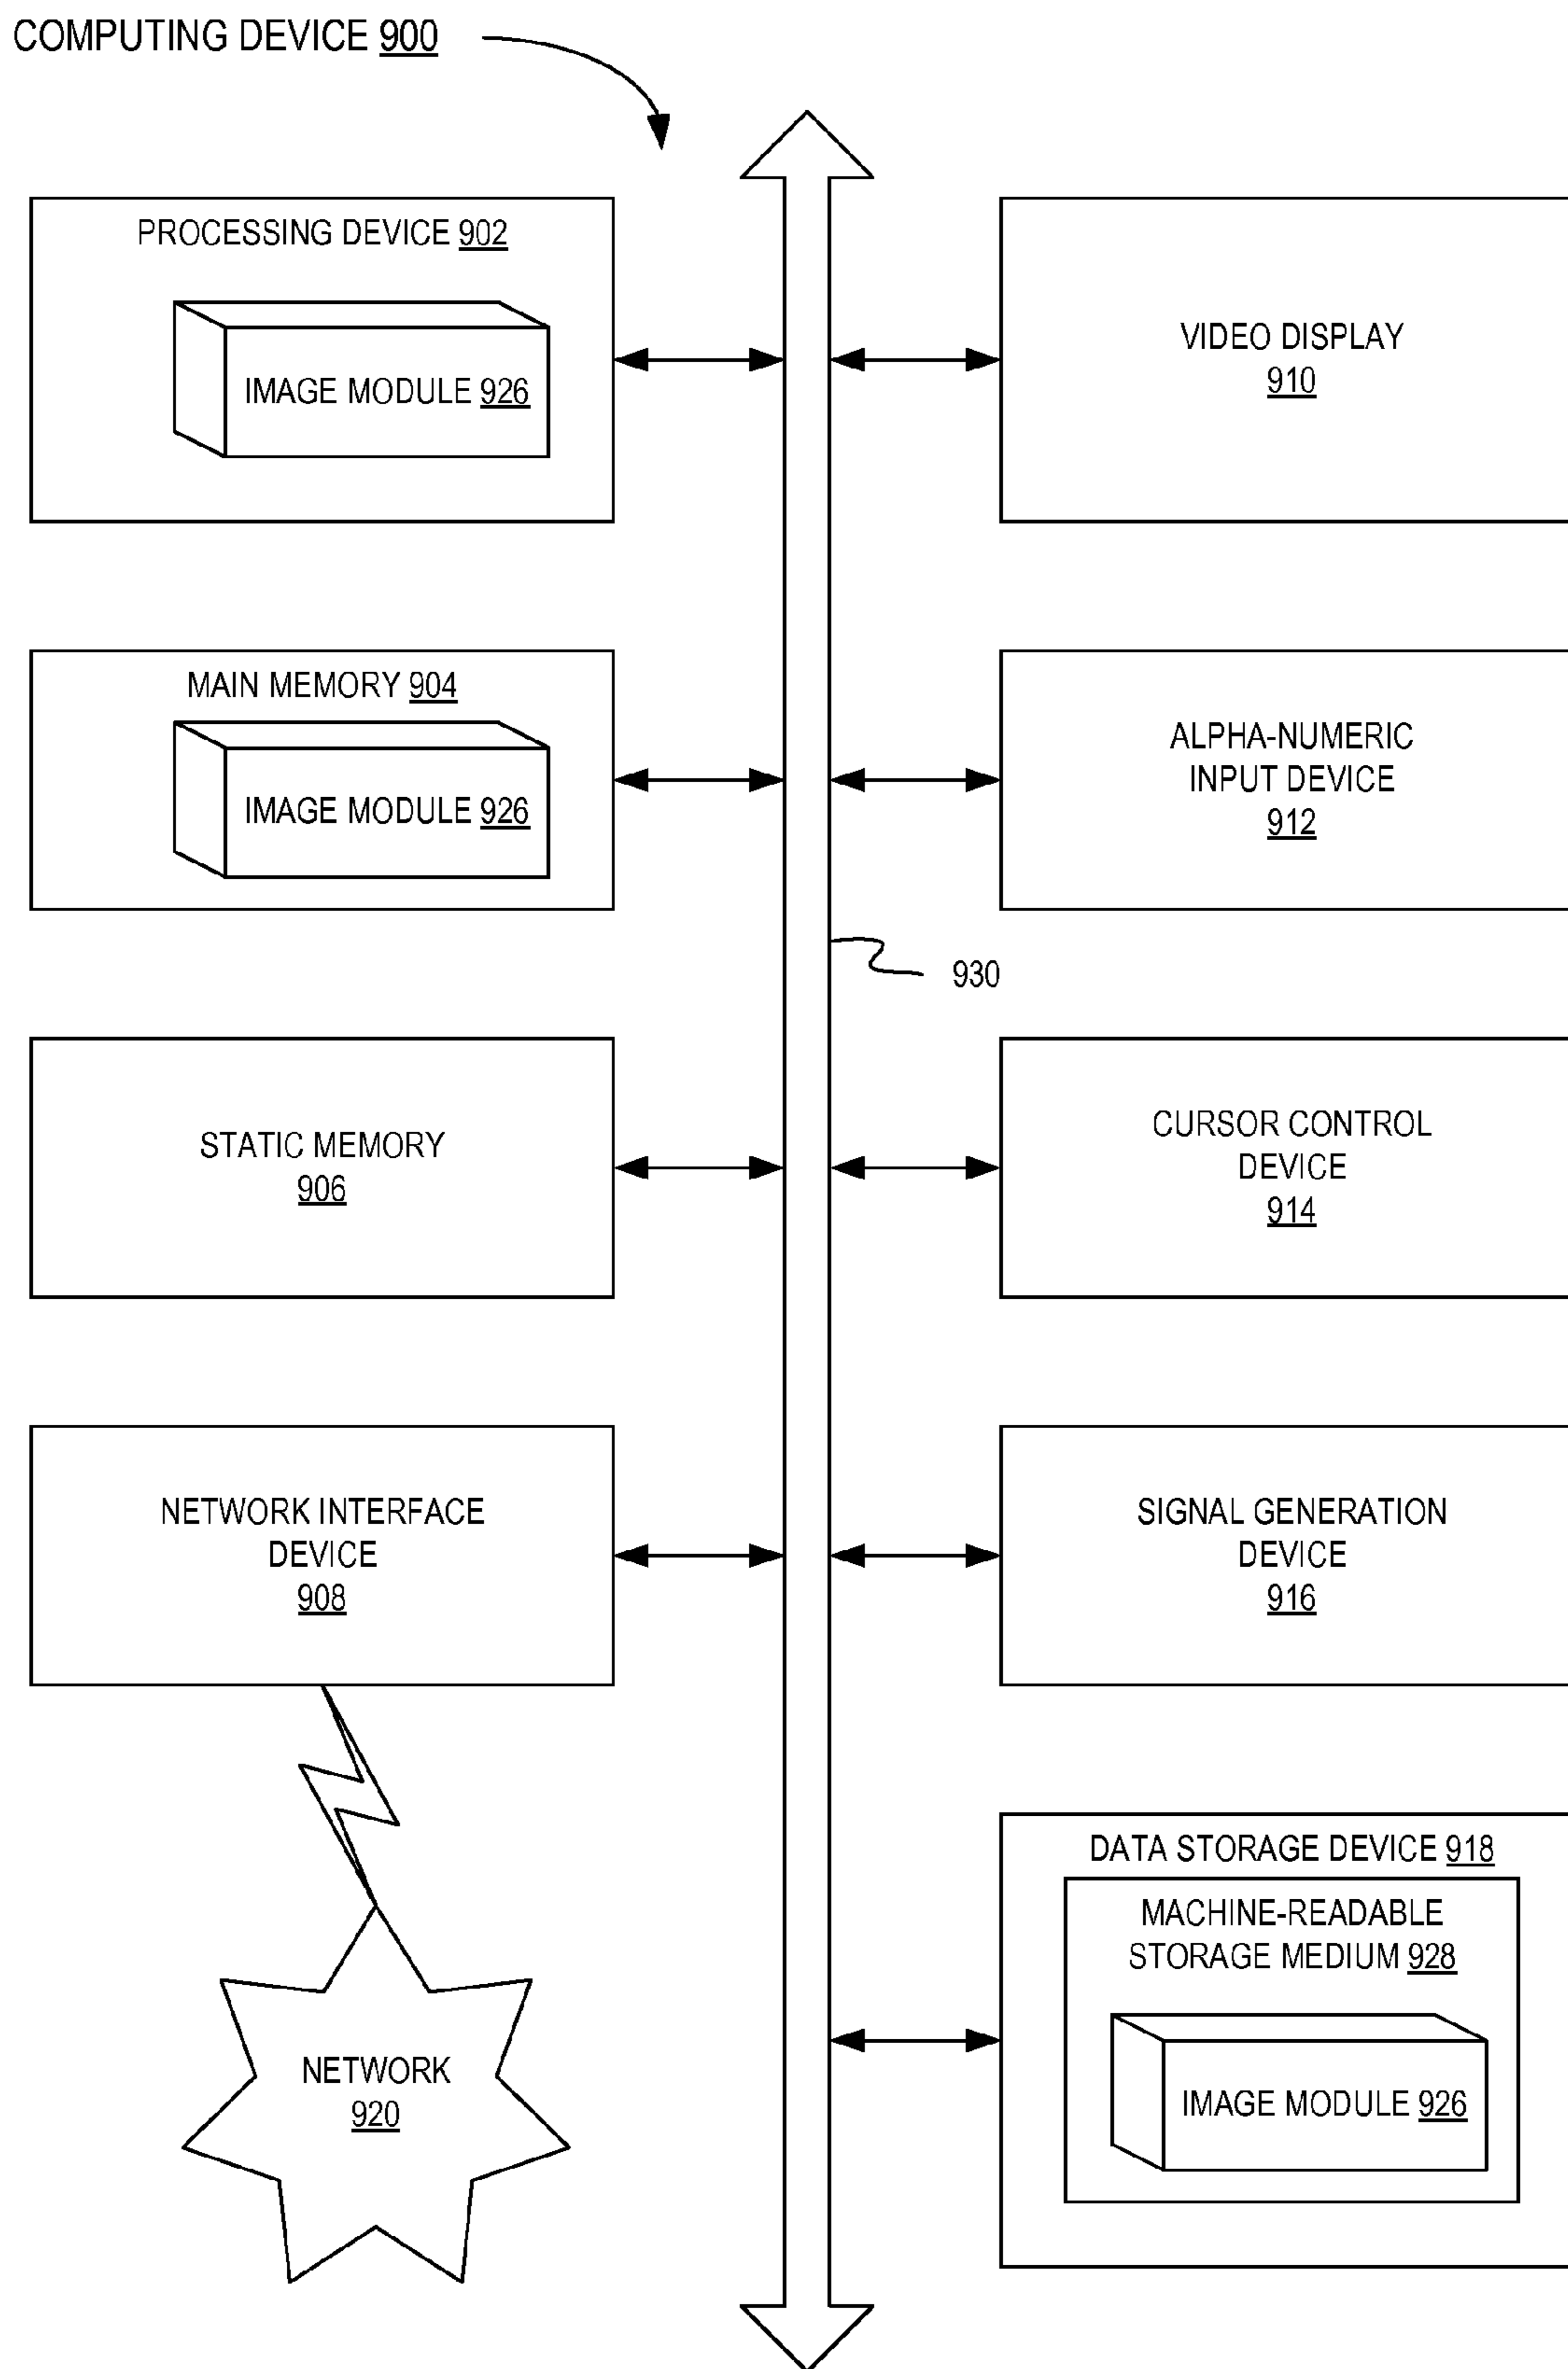 COMPUTING DEVICE 900
PROCESSING DEVICE 902
IMAGE MODULE 926
MAIN MEMORY 904
IMAGE MODULE 926
STATIC MEMORY
906
NETWORK INTERFACE
DEVICE
908
NETWORK
920
VIDEO DISPLAY
910
ALPHA-NUMERIC
INPUT DEVICE
912
930
CURSOR CONTROL
DEVICE
914
SIGNAL GENERATION
DEVICE
916
DATA STORAGE DEVICE 918
MACHINE-READABLE
STORAGE MEDIUM 928
IMAGE MODULE 926